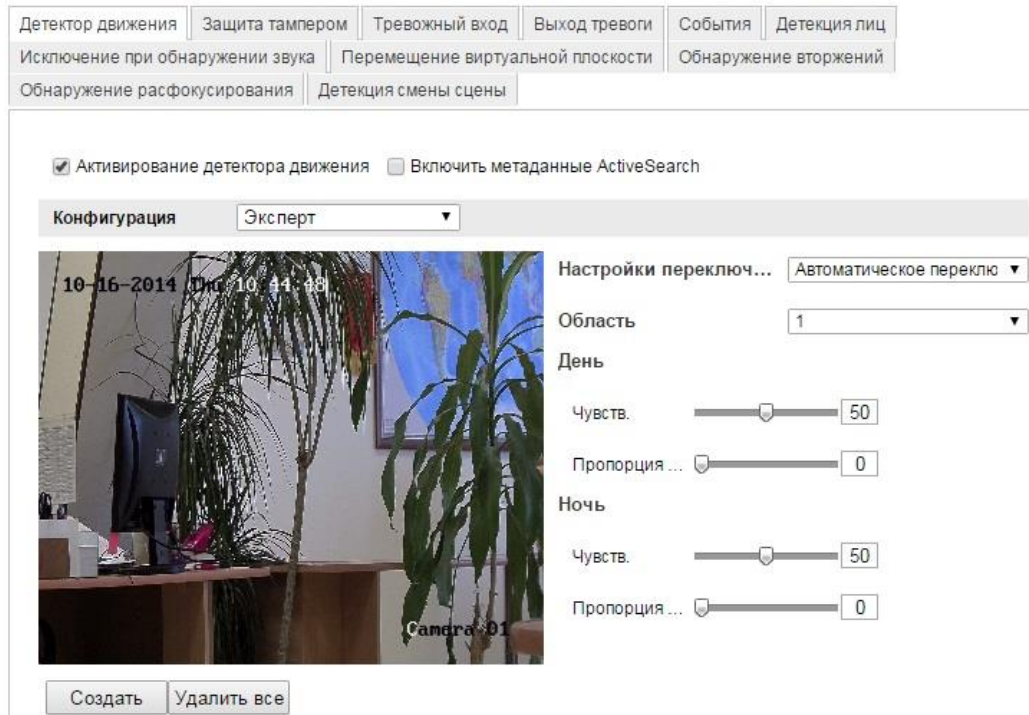 Детектор движения Защита тампером Тревожный вход Выход тревоги События Детекция лиц
Исключение при обнаружении звука Перемещение виртуальной плоскости Обнаружение вторжений
Обнаружение расфокусирования Детекция смены сцены
Активирование детектора движения Включить метаданные ActiveSearch
Конфигурация Эксперт
10-16-2014 Thu 10:44:48
Camera 01
Настройки переключ... Автоматическое переклю
Область 1
День
Чувств. 50
Пропорция ... 0
Ночь
Чувств. 50
Пропорция ... 0
Создать Удалить все